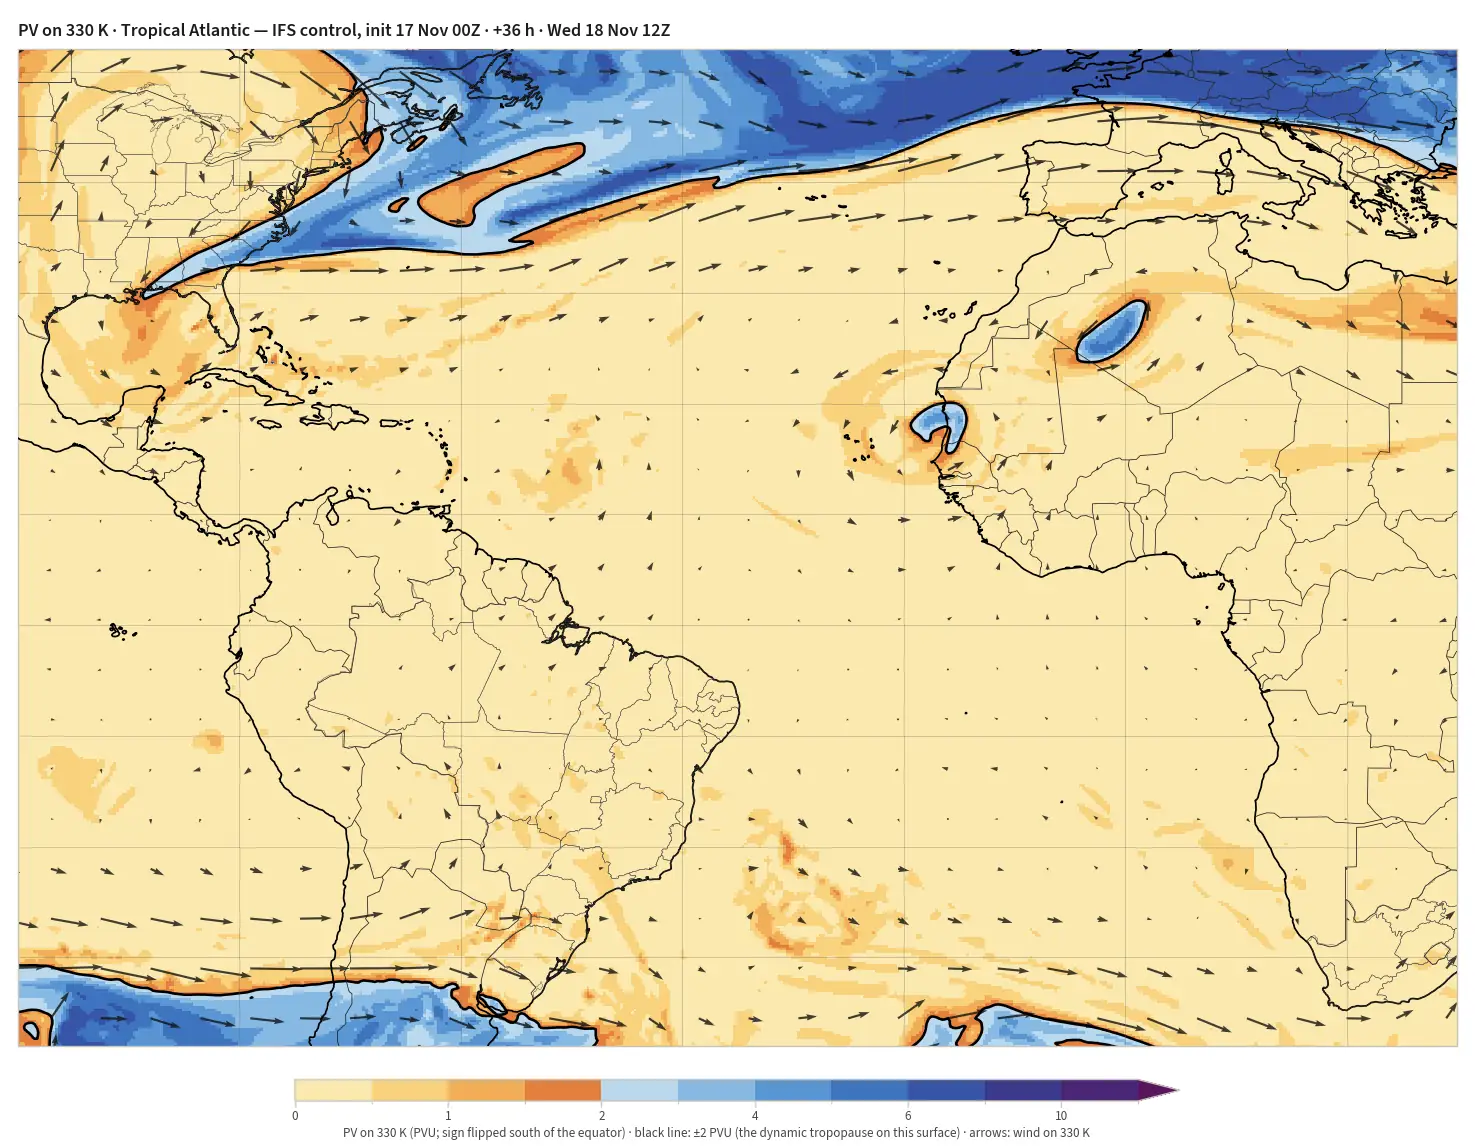 PV on 330 K · Tropical Atlantic — IFS control, init 17 Nov 00Z · +36 h · Wed 18 Nov 12Z
0 1 2 4 6 10
PV on 330 K (PVU; sign flipped south of the equator) · black line: ±2 PVU (the dynamic tropopause on this surface) · arrows: wind on 330 K